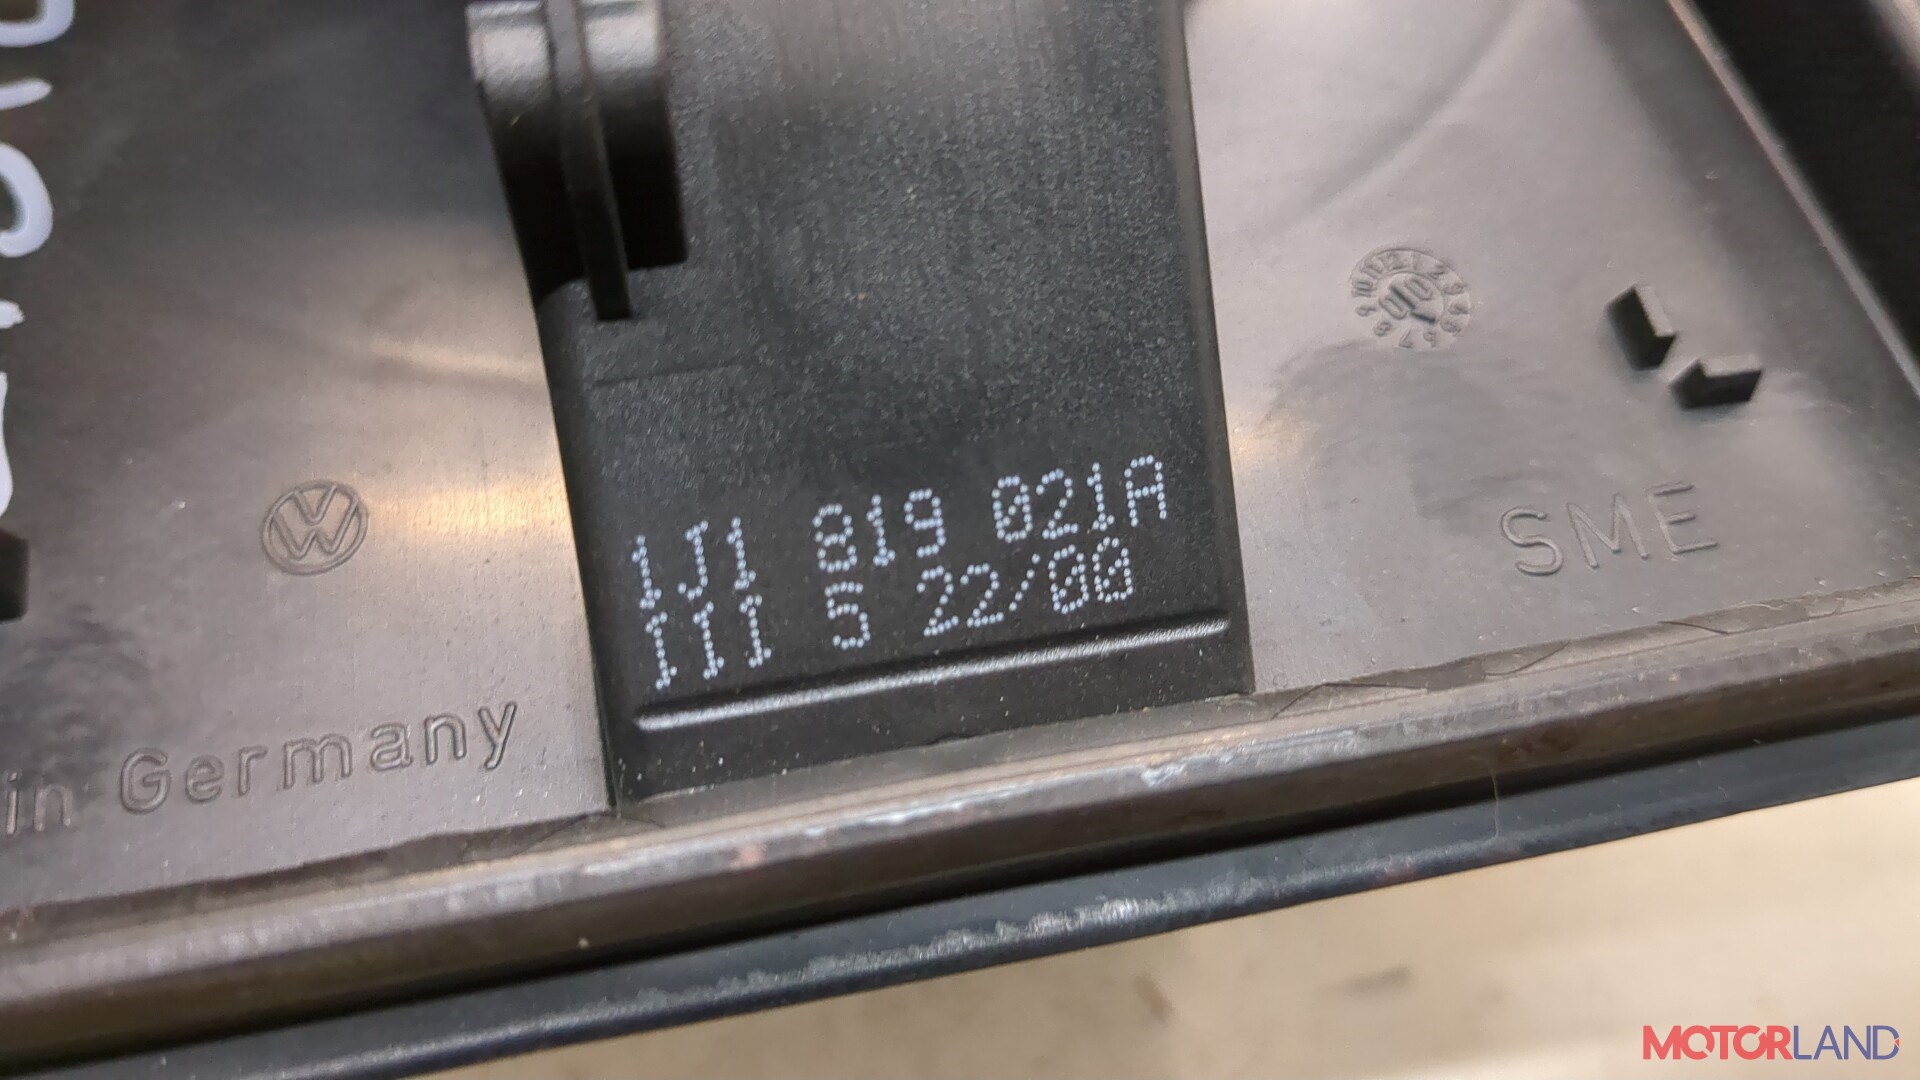 1J1 819 021A
111 5 22/00
SME
in Germany
MOTORLAND